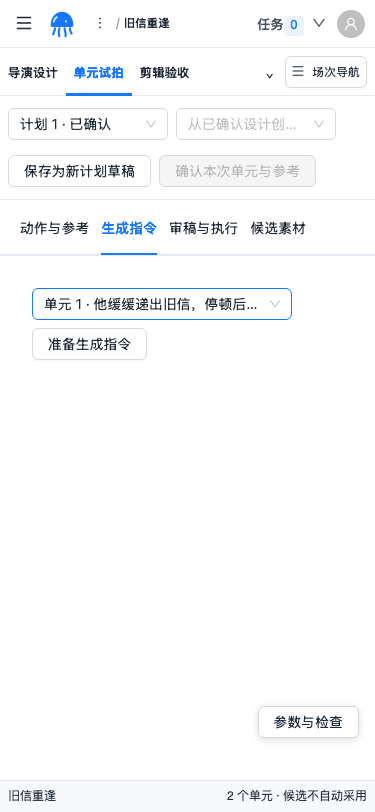 / 旧信重逢 任务 0
导演设计 单元试拍 剪辑验收 场次导航
计划 1 · 已确认 从已确认设计创...
保存为新计划草稿 确认本次单元与参考
动作与参考 生成指令 审稿与执行 候选素材
单元 1 · 他缓缓递出旧信，停顿后...
准备生成指令
参数与检查
旧信重逢 2 个单元 · 候选不自动采用